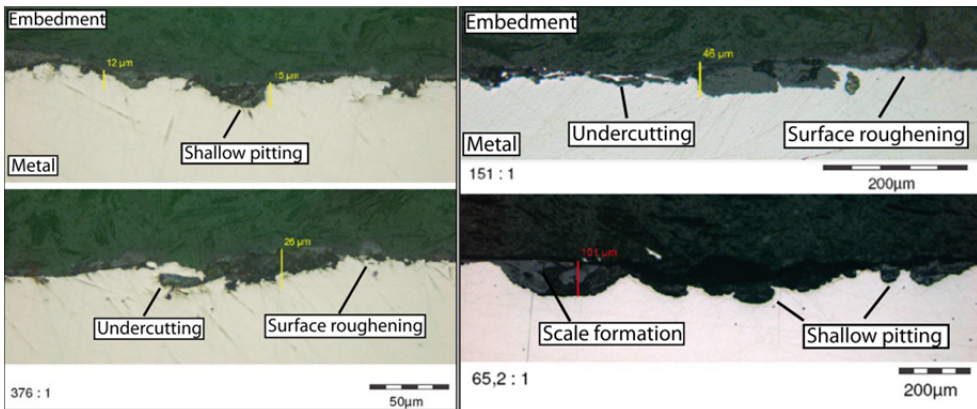 Embedment
12 µm
15 µm
Shallow pitting
Metal
26 µm
Undercutting
Surface roughening
376 : 1
50µm
Embedment
46 µm
Undercutting
Surface roughening
Metal
151 : 1
200µm
101 µm
Scale formation
Shallow pitting
65,2 : 1
200µm